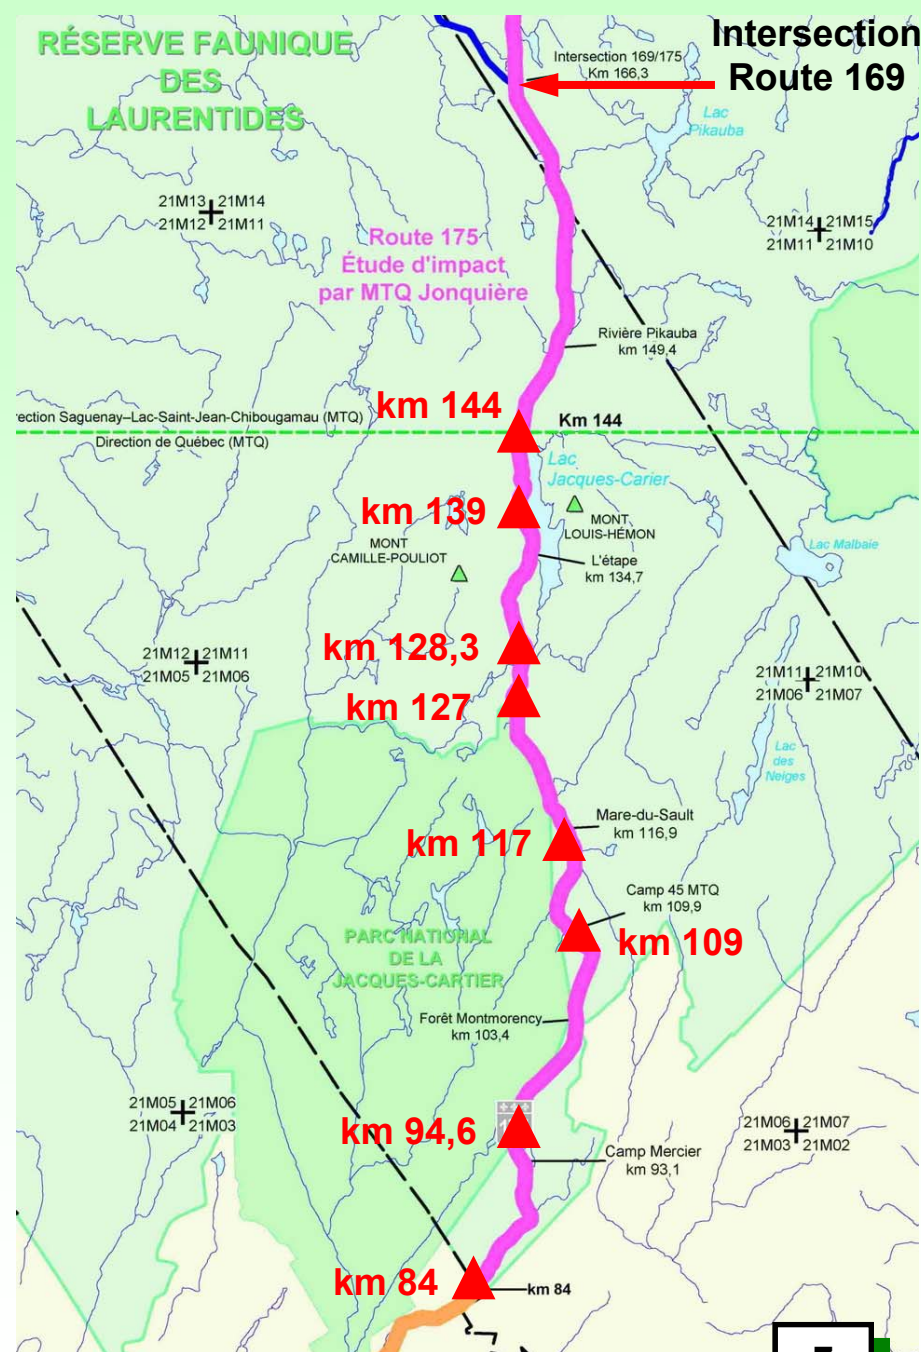 RÉSERVE FAUNIQUE
DES
LAURENTIDES
Intersection
Route 169
Intersection 169/175
Km 166,3
Lac
Pikauba
21M13 21M14
21M12 21M11
21M14 21M15
21M11 21M10
Route 175
Étude d'impact
par MTQ Jonquière
Rivière Pikauba
km 149,4
km 144
rection Saguenay–Lac-Saint-Jean-Chibougamau (MTQ)
Km 144
Direction de Québec (MTQ)
Lac
Jacques-Carier
km 139
MONT
LOUIS-HÉMON
MONT
CAMILLE-POULIOT
L'étape
km 134,7
Lac Malbaie
km 128,3
21M12 21M11
21M05 21M06
21M11 21M10
21M06 21M07
km 127
Lac
des
Neiges
Mare-du-Sault
km 116,9
km 117
Camp 45 MTQ
km 109,9
km 109
PARC NATIONAL
DE LA
JACQUES-CARTIER
Forêt Montmorency
km 103,4
21M05 21M06
21M04 21M03
km 94,6
21M06 21M07
21M03 21M02
Camp Mercier
km 93,1
km 84
km 84